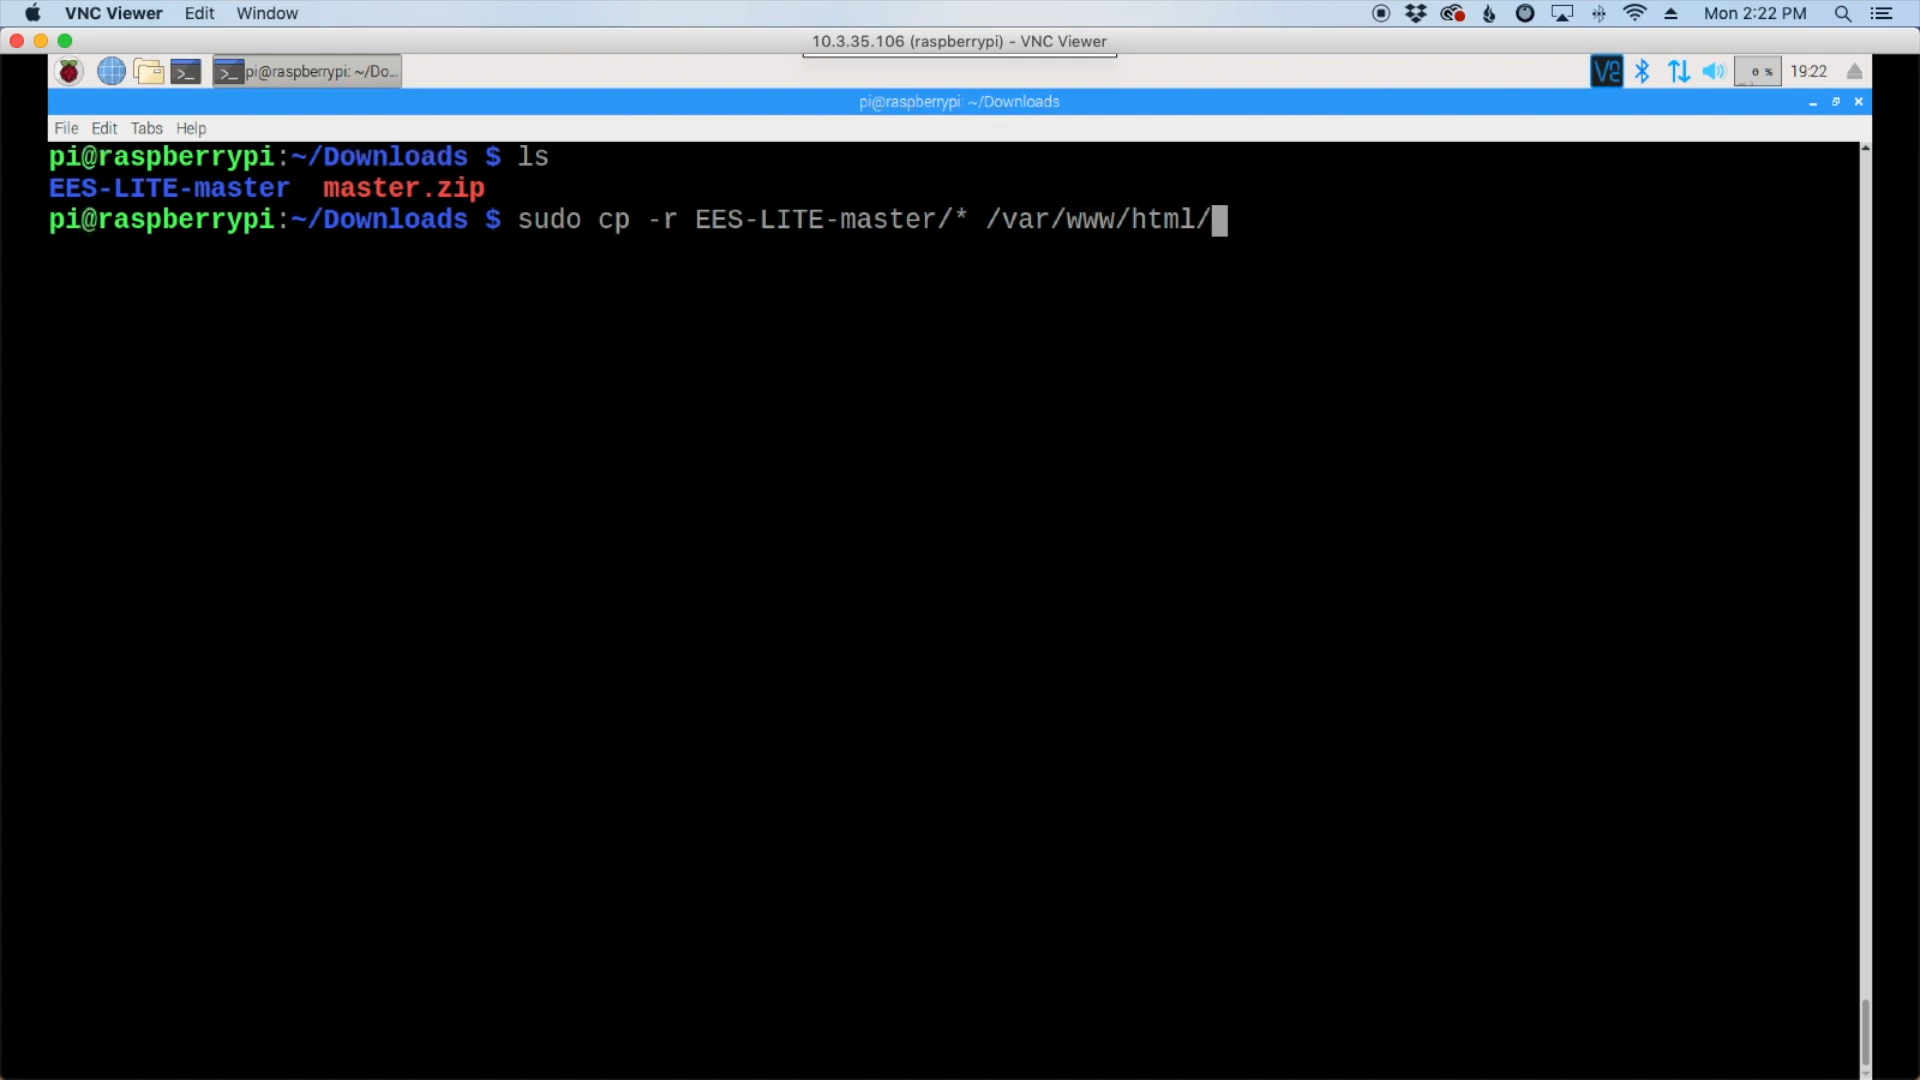 VNC Viewer Edit Window Mon 2:22 PM
10.3.35.106 (raspberrypi) - VNC Viewer
pi@raspberrypi: ~/Do... 0 % 19:22
pi@raspberrypi: ~/Downloads
File Edit Tabs Help
pi@raspberrypi:~/Downloads $ ls
EES-LITE-master master.zip
pi@raspberrypi:~/Downloads $ sudo cp -r EES-LITE-master/* /var/www/html/